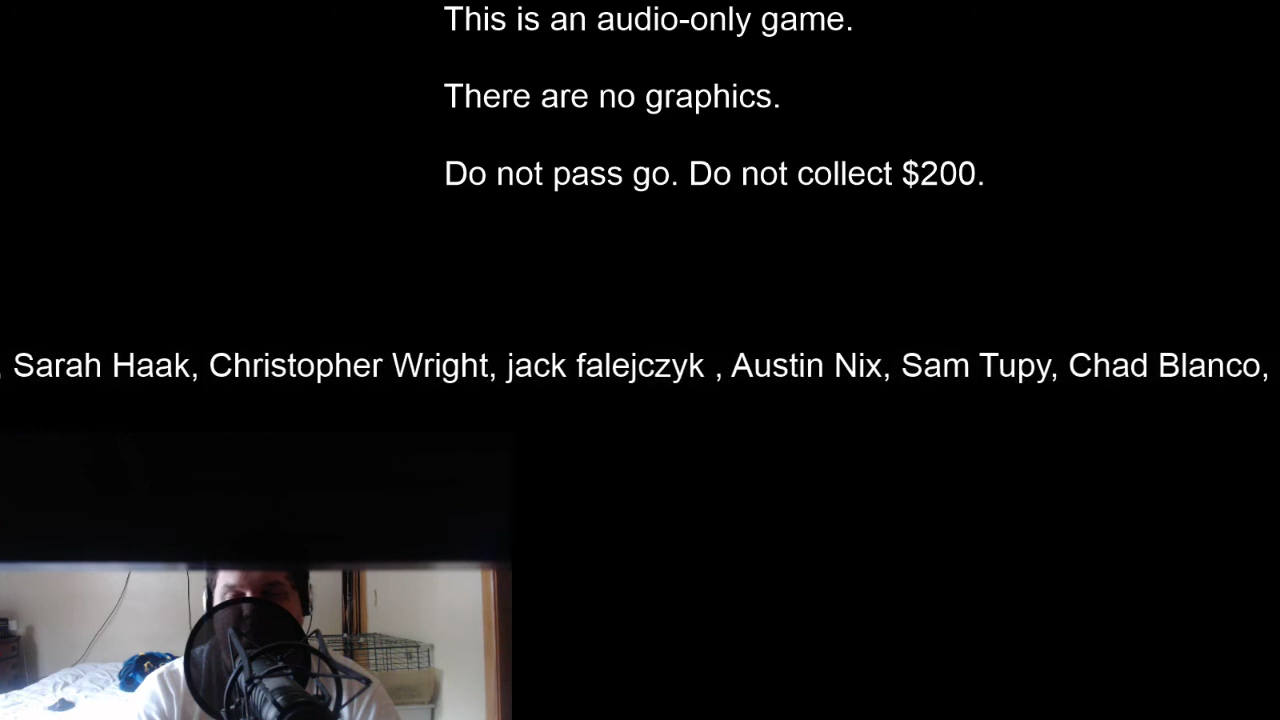 This is an audio-only game.
There are no graphics.
Do not pass go. Do not collect $200.
, Sarah Haak, Christopher Wright, jack falejczyk , Austin Nix, Sam Tupy, Chad Blanco,